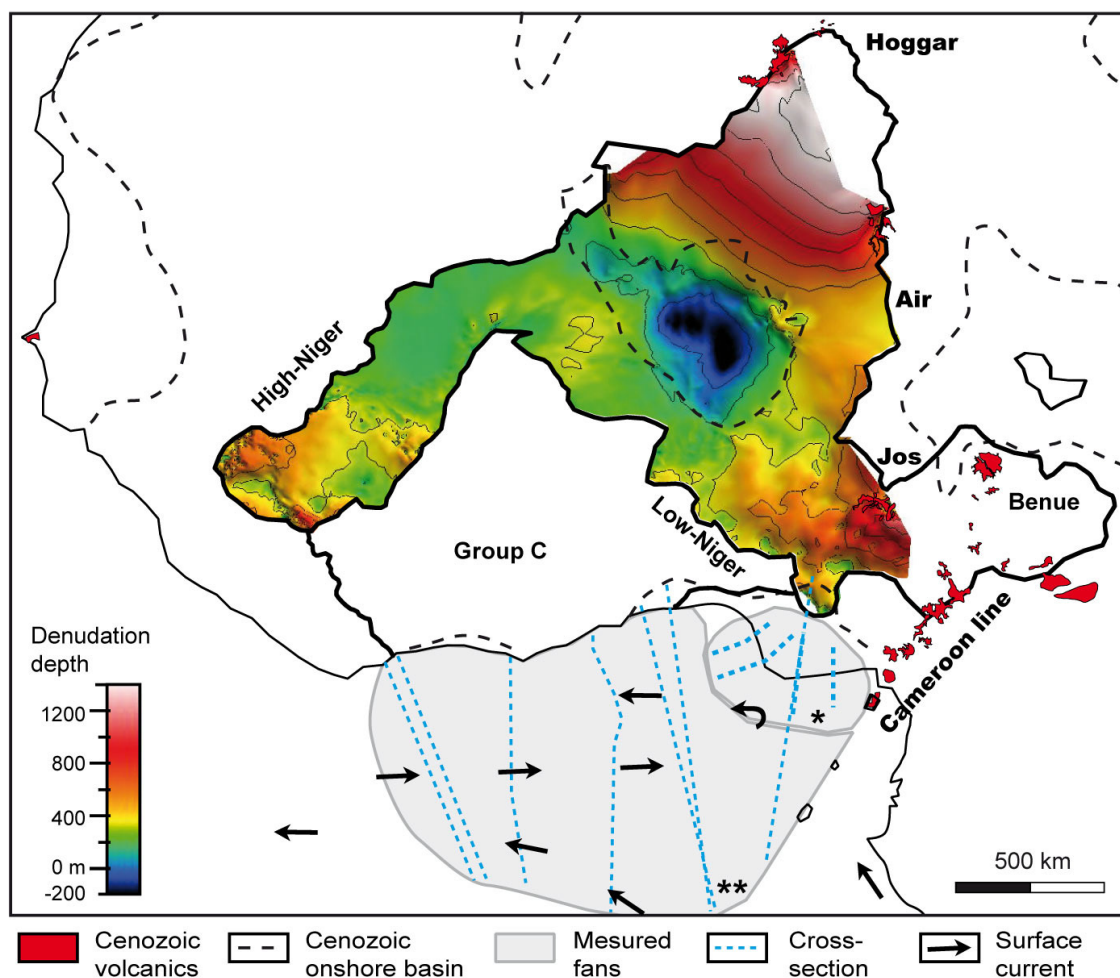 Hoggar
Air
High-Niger
Jos
Benue
Low-Niger
Group C
Cameroon line
Denudation
depth
1200
800
400
0 m
-200
*
**
500 km
Cenozoic
volcanics
Cenozoic
onshore basin
Mesured
fans
Cross-
section
Surface
current